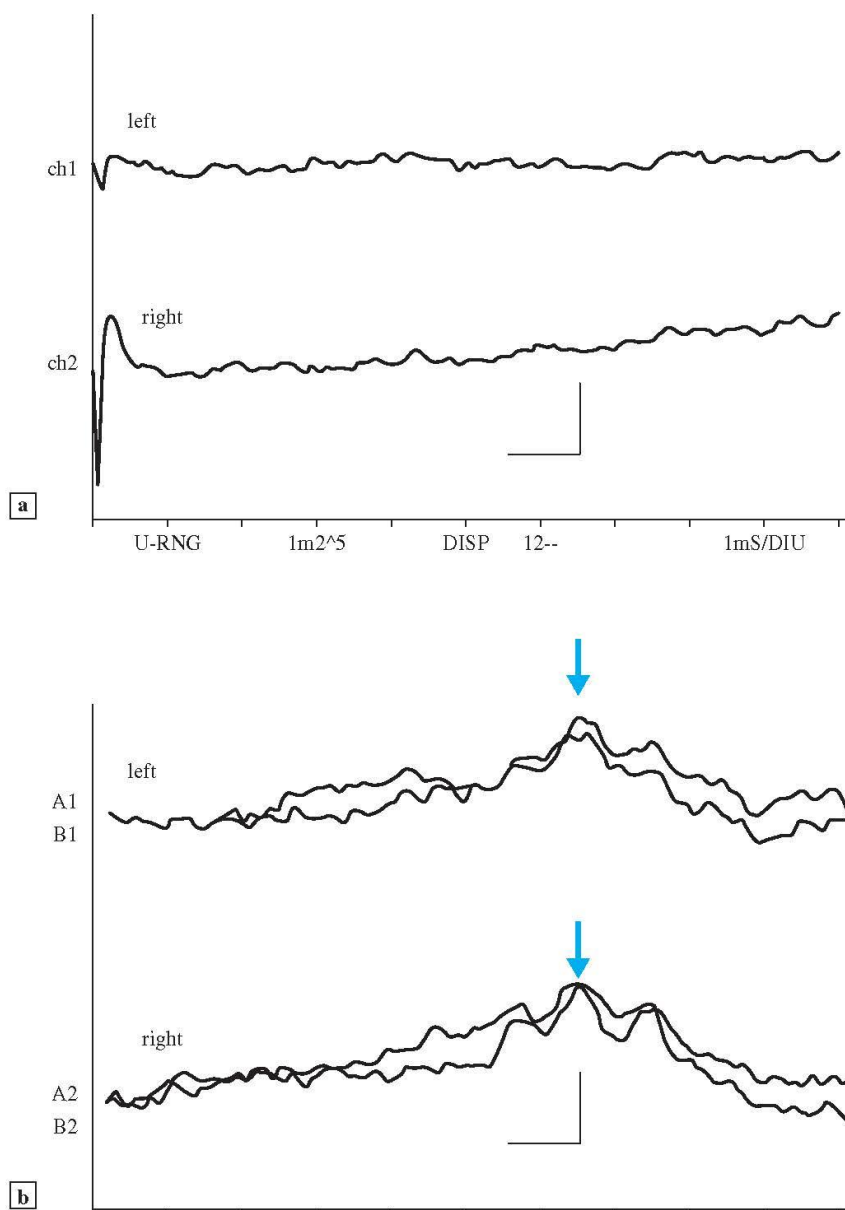 left
ch1
right
ch2
a
U-RNG 1m2^5 DISP 12-- 1mS/DIU
left
A1
B1
right
A2
B2
b